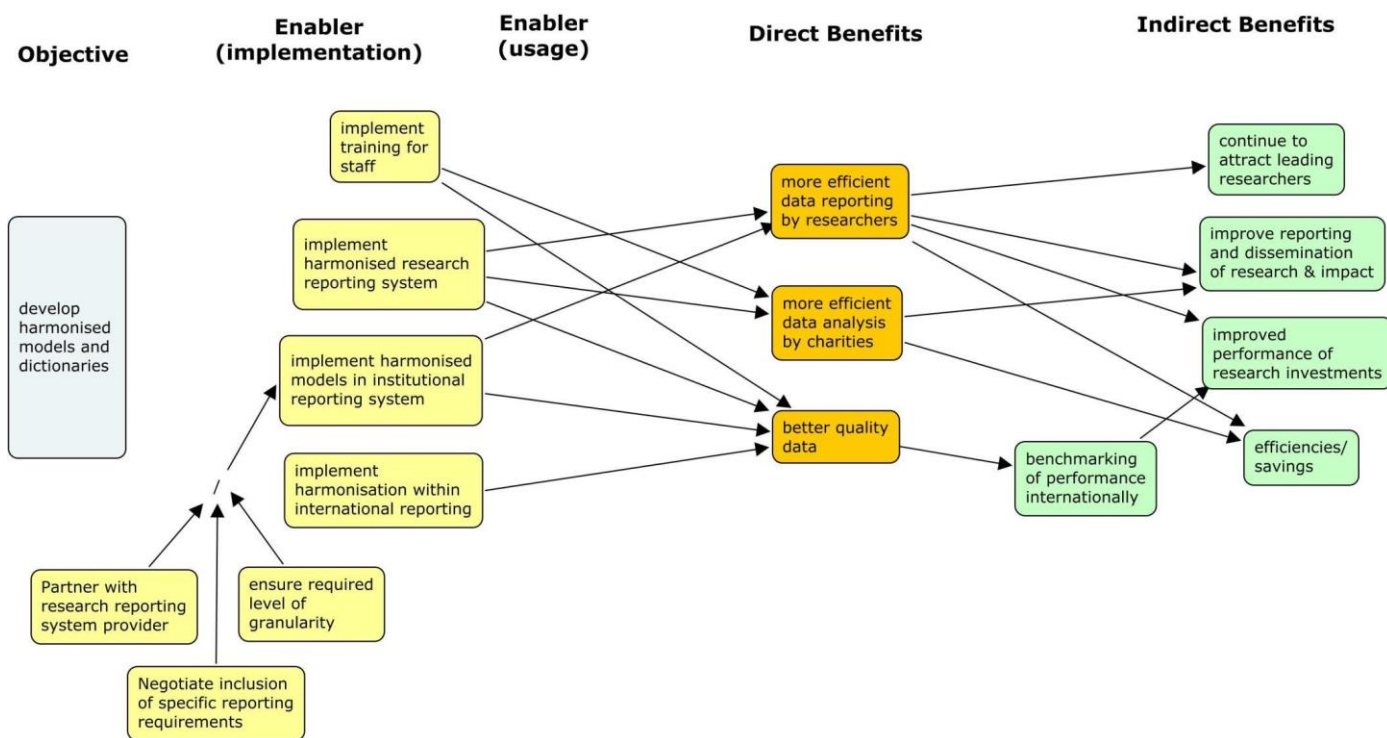 Objective
Enabler
(implementation)
Enabler
(usage)
Direct Benefits
Indirect Benefits
develop
harmonised
models and
dictionaries
implement
training for
staff
implement
harmonised research
reporting system
implement harmonised
models in institutional
reporting system
implement
harmonisation within
international reporting
Partner with
research reporting
system provider
ensure required
level of
granularity
Negotiate inclusion
of specific reporting
requirements
more efficient
data reporting
by researchers
more efficient
data analysis
by charities
better quality
data
benchmarking
of performance
internationally
continue to
attract leading
researchers
improve reporting
and dissemination
of research & impact
improved
performance of
research investments
efficiencies/
savings